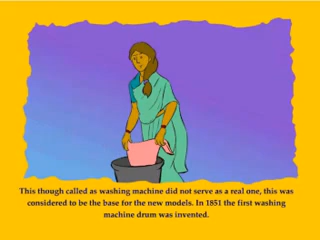 This though called as washing machine did not serve as a real one, this was
considered to be the base for the new models. In 1851 the first washing
machine drum was invented.